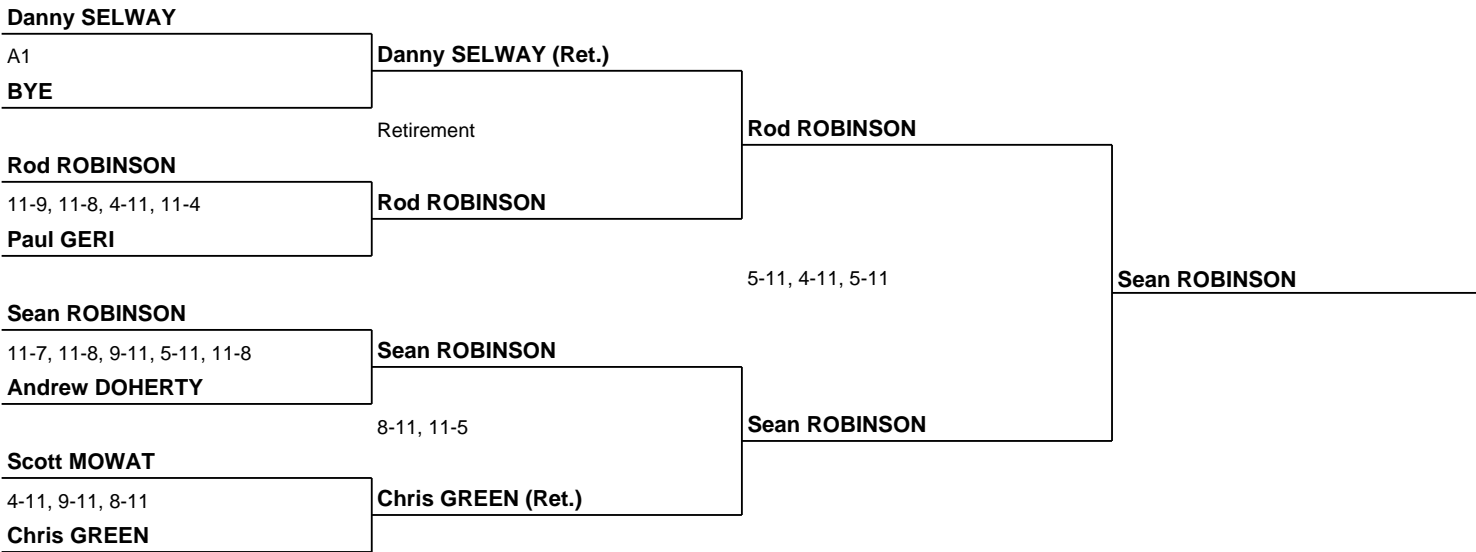 Danny SELWAY
A1
BYE
Danny SELWAY (Ret.)
Retirement
Rod ROBINSON
Rod ROBINSON
11-9, 11-8, 4-11, 11-4
Paul GERI
Rod ROBINSON
5-11, 4-11, 5-11
Sean ROBINSON
Sean ROBINSON
11-7, 11-8, 9-11, 5-11, 11-8
Andrew DOHERTY
Sean ROBINSON
8-11, 11-5
Sean ROBINSON
Scott MOWAT
4-11, 9-11, 8-11
Chris GREEN
Chris GREEN (Ret.)